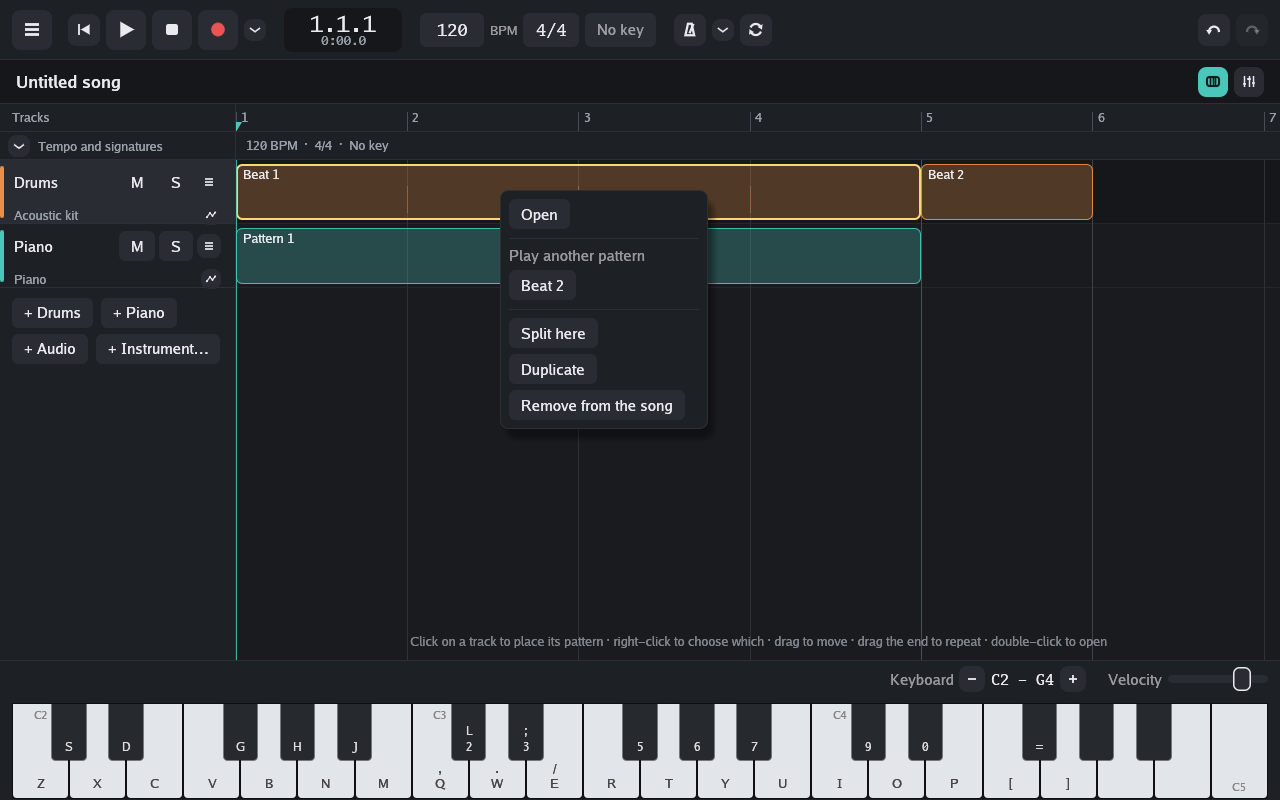 1.1.1
0:00.0
120 BPM 4/4 No key
Untitled song
Tracks 1 2 3 4 5 6 7
Tempo and signatures 120 BPM · 4/4 · No key
Drums M S
Acoustic kit
Beat 1
Beat 2
Piano M S
Piano
Pattern 1
+ Drums + Piano
+ Audio + Instrument...
Open
Play another pattern
Beat 2
Split here
Duplicate
Remove from the song
Click on a track to place its pattern · right-click to choose which · drag to move · drag the end to repeat · double-click to open
Keyboard − C2 – G4 + Velocity
C2 C3 C4
L ;
S D G H J 2 3 5 6 7 9 0 =
, . /
Z X C V B N M Q W E R T Y U I O P [ ] C5